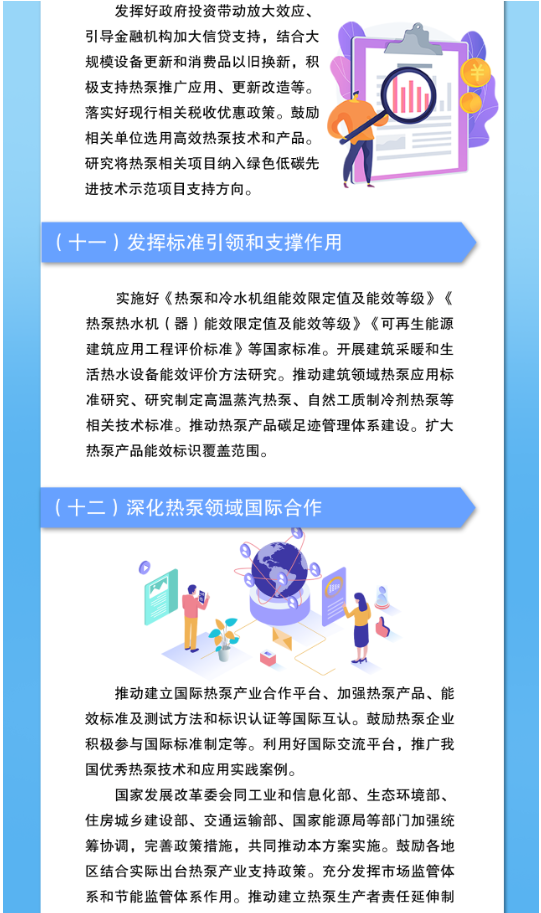 发挥好政府投资带动放大效应、
引导金融机构加大信贷支持，结合大
规模设备更新和消费品以旧换新，积
极支持热泵推广应用、更新改造等。
落实好现行相关税收优惠政策。鼓励
相关单位选用高效热泵技术和产品。
研究将热泵相关项目纳入绿色低碳先
进技术示范项目支持方向。
¥
（十一）发挥标准引领和支撑作用
实施好《热泵和冷水机组能效限定值及能效等级》《
热泵热水机（器）能效限定值及能效等级》《可再生能源
建筑应用工程评价标准》等国家标准。开展建筑采暖和生
活热水设备能效评价方法研究。推动建筑领域热泵应用标
准研究、研究制定高温蒸汽热泵、自然工质制冷剂热泵等
相关技术标准。推动热泵产品碳足迹管理体系建设。扩大
热泵产品能效标识覆盖范围。
（十二）深化热泵领域国际合作
推动建立国际热泵产业合作平台、加强热泵产品、能
效标准及测试方法和标识认证等国际互认。鼓励热泵企业
积极参与国际标准制定等。利用好国际交流平台，推广我
国优秀热泵技术和应用实践案例。
国家发展改革委会同工业和信息化部、生态环境部、
住房城乡建设部、交通运输部、国家能源局等部门加强统
筹协调，完善政策措施，共同推动本方案实施。鼓励各地
区结合实际出台热泵产业支持政策。充分发挥市场监管体
系和节能监管体系作用。推动建立热泵生产者责任延伸制